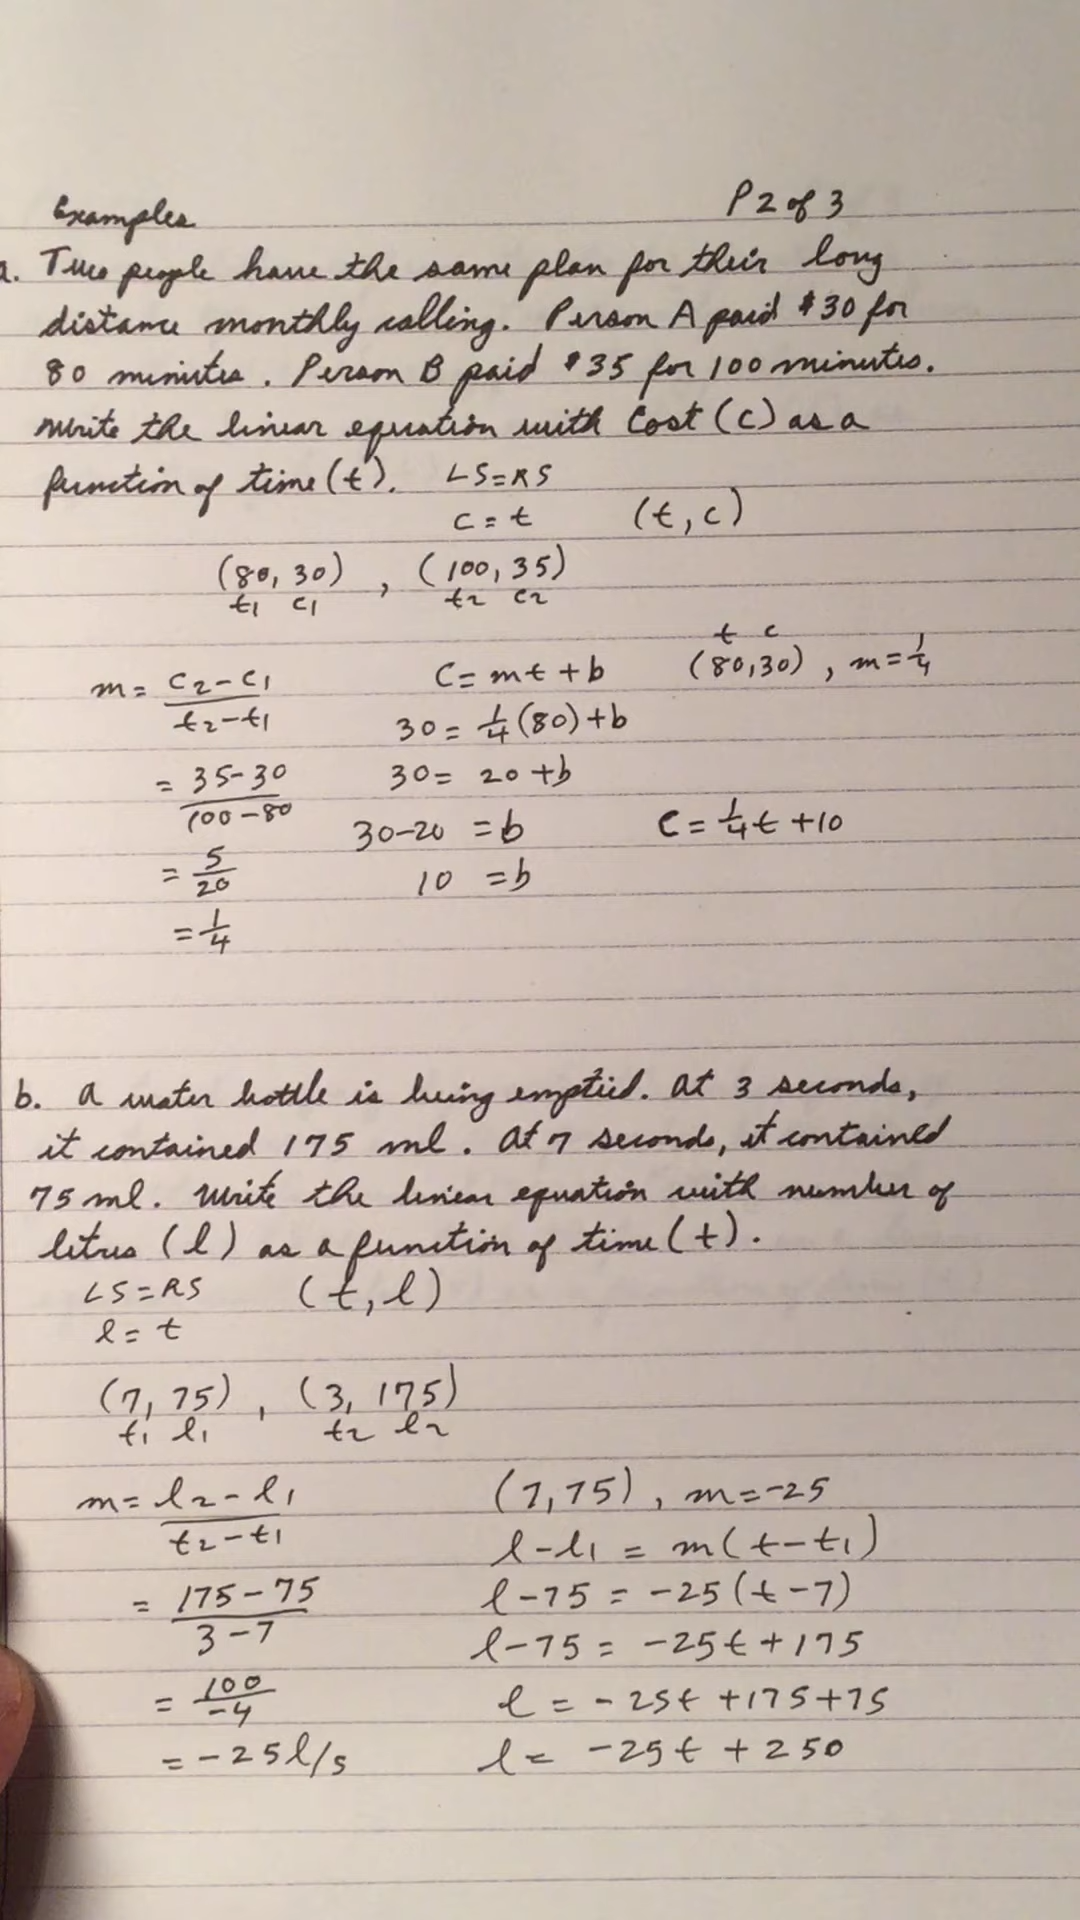 Examples
P 2 of 3
a. Two people have the same plan for their long
distance monthly calling. Person A paid $30 for
80 minutes. Person B paid $35 for 100 minutes.
Write the linear equation with Cost (C) as a
function of time (t). LS=RS
C = t (t, c)
(80, 30) , (100, 35)
t1 c1 t2 c2
t c
(80,30) , m=1/4
m= (C2-C1)/(t2-t1)
C= mt + b
30= 1/4 (80)+b
= (35-30)/(100-80)
30= 20 +b
30-20 =b
C= 1/4 t +10
= 5/20
10 =b
= 1/4
b. A water bottle is being emptied. At 3 seconds,
it contained 175 ml. At 7 seconds, it contained
75 ml. Write the linear equation with number of
litres (l) as a function of time (t).
LS=RS (t, l)
l= t
(7, 75) , (3, 175)
t1 l1 t2 l2
m= (l2-l1)/(t2-t1)
(7,75) , m=-25
l-l1 = m(t-t1)
= (175-75)/(3-7)
l-75 = -25(t-7)
l-75= -25t+175
= 100/-4
l = -25t +175+75
= -25l/s
l= -25t + 250